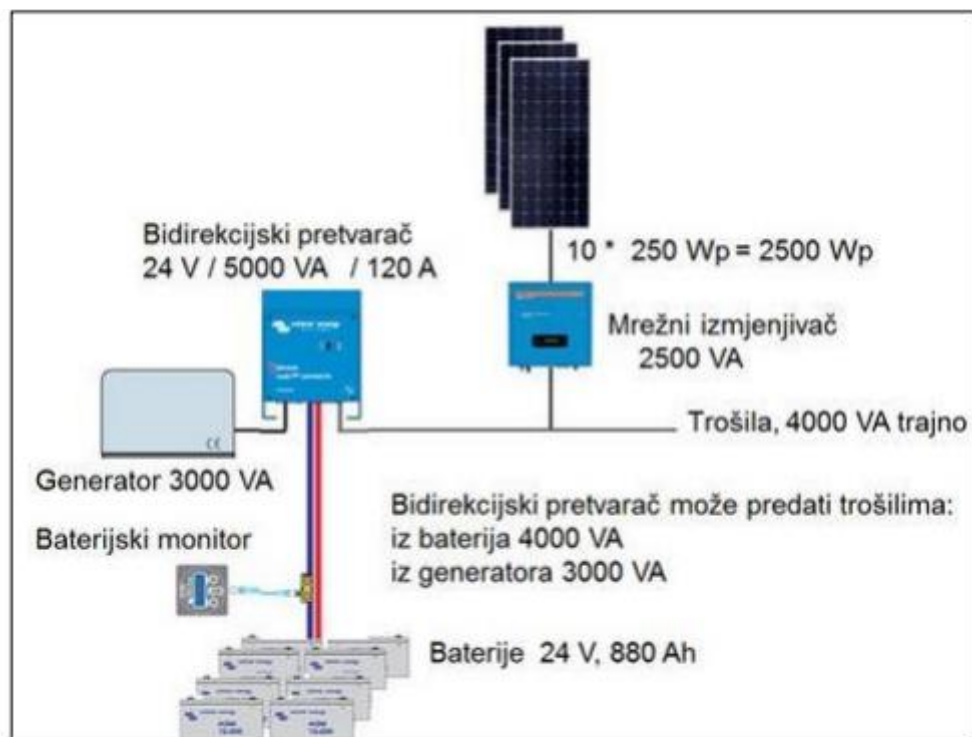 Bidirekcijski pretvarač
24 V / 5000 VA / 120 A
10 * 250 Wp = 2500 Wp
Mrežni izmjenjivač
2500 VA
Trošila, 4000 VA trajno
Generator 3000 VA
Bidirekcijski pretvarač može predati trošilima:
iz baterija 4000 VA
iz generatora 3000 VA
Baterijski monitor
Baterije 24 V, 880 Ah